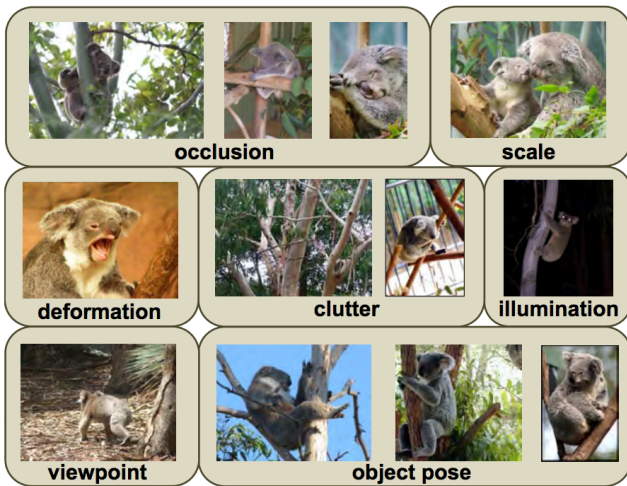 occlusion
scale
deformation
clutter
illumination
viewpoint
object pose